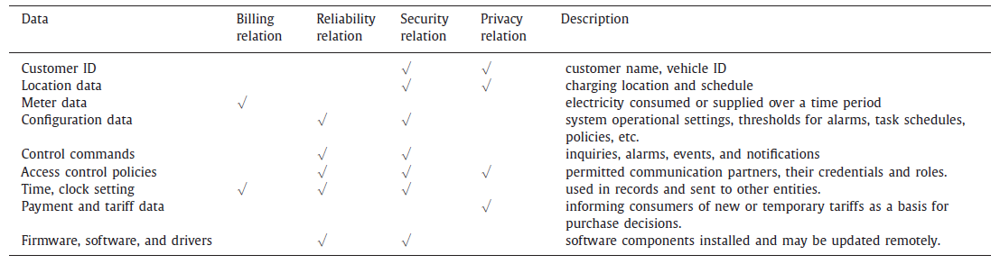 Data Billing relation Reliability relation Security relation Privacy relation Description
Customer ID √ √ customer name, vehicle ID
Location data √ √ charging location and schedule
Meter data √ electricity consumed or supplied over a time period
Configuration data √ √ system operational settings, thresholds for alarms, task schedules,
policies, etc.
Control commands √ √ inquiries, alarms, events, and notifications
Access control policies √ √ √ permitted communication partners, their credentials and roles.
Time, clock setting √ √ √ used in records and sent to other entities.
Payment and tariff data √ informing consumers of new or temporary tariffs as a basis for
purchase decisions.
Firmware, software, and drivers √ √ software components installed and may be updated remotely.